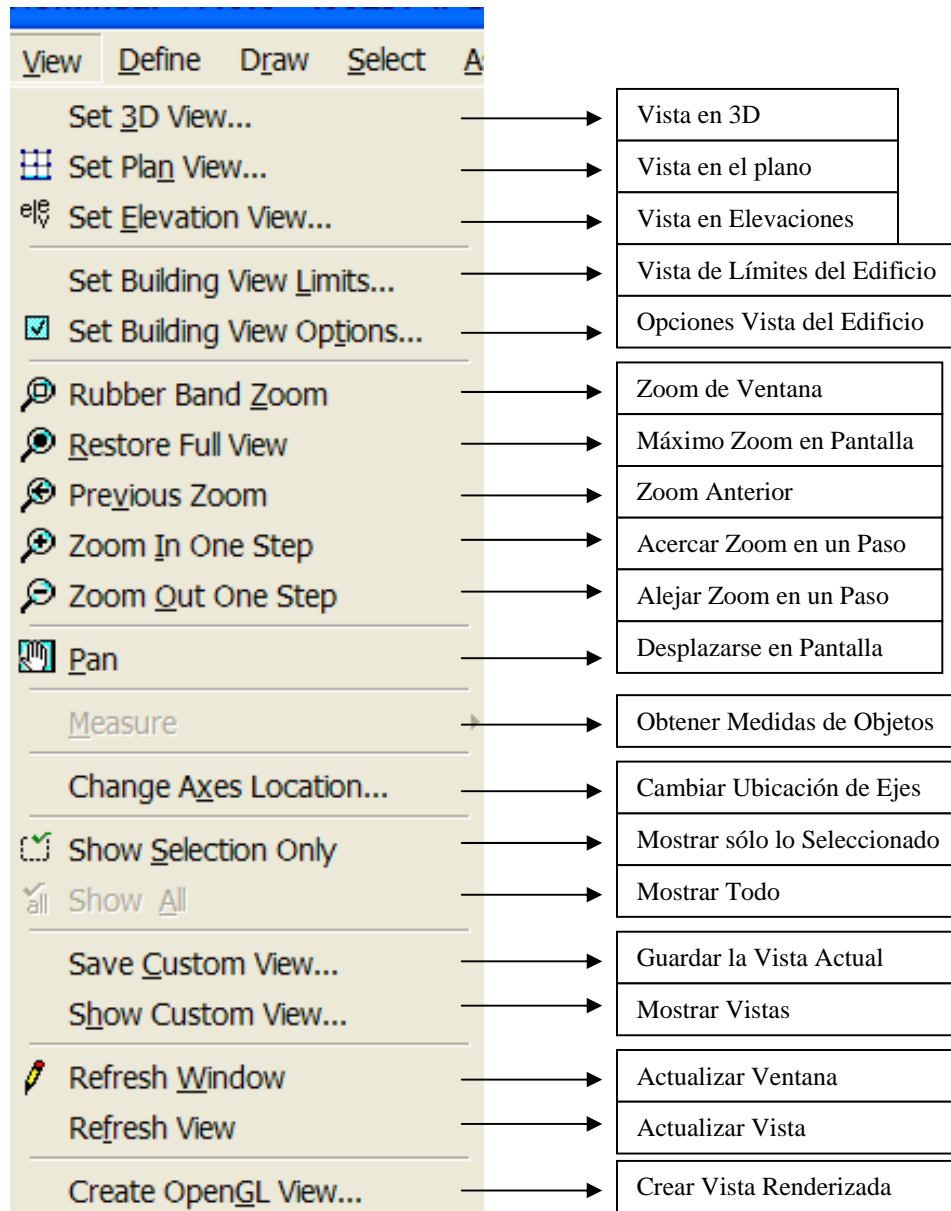 View Define Draw Select
Set 3D View... Vista en 3D
Set Plan View... Vista en el plano
Set Elevation View... Vista en Elevaciones
Set Building View Limits... Vista de Límites del Edificio
Set Building View Options... Opciones Vista del Edificio
Rubber Band Zoom Zoom de Ventana
Restore Full View Máximo Zoom en Pantalla
Previous Zoom Zoom Anterior
Zoom In One Step Acercar Zoom en un Paso
Zoom Out One Step Alejar Zoom en un Paso
Pan Desplazarse en Pantalla
Measure Obtener Medidas de Objetos
Change Axes Location... Cambiar Ubicación de Ejes
Show Selection Only Mostrar sólo lo Seleccionado
all Show All Mostrar Todo
Save Custom View... Guardar la Vista Actual
Show Custom View... Mostrar Vistas
Refresh Window Actualizar Ventana
Refresh View Actualizar Vista
Create OpenGL View... Crear Vista Renderizada